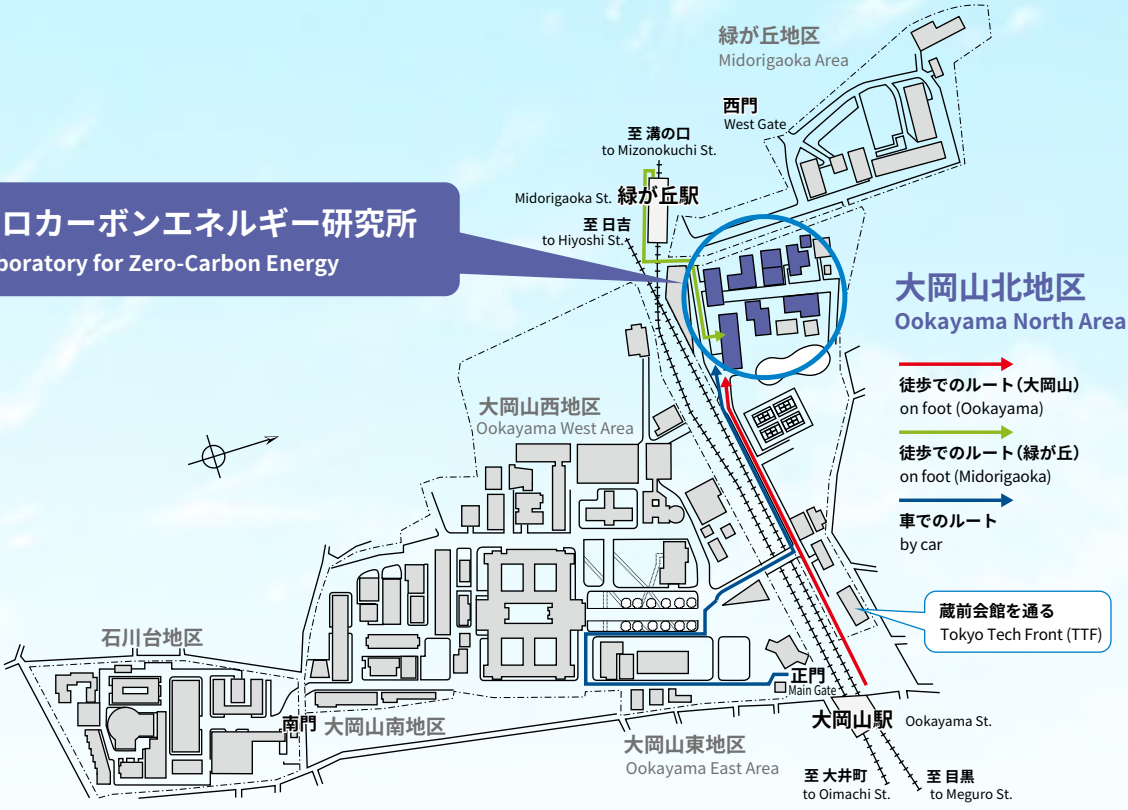 緑が丘地区
Midorigaoka Area
西門
West Gate
至 溝の口
to Mizonokuchi St.
Midorigaoka St. 緑が丘駅
至 日吉
to Hiyoshi St.
ロカーボンエネルギー研究所
boratory for Zero-Carbon Energy
大岡山北地区
Ookayama North Area
徒歩でのルート(大岡山)
on foot (Ookayama)
徒歩でのルート(緑が丘)
on foot (Midorigaoka)
車でのルート
by car
大岡山西地区
Ookayama West Area
蔵前会館を通る
Tokyo Tech Front (TTF)
石川台地区
正門
Main Gate
南門
大岡山南地区
大岡山駅 Ookayama St.
大岡山東地区
Ookayama East Area
至 大井町
to Oimachi St.
至 目黒
to Meguro St.